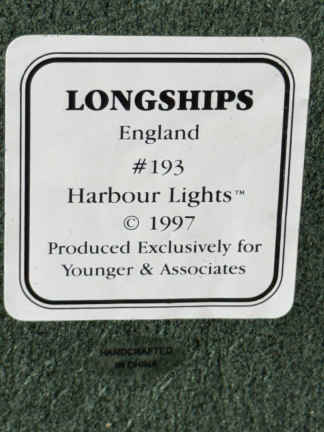 LONGSHIPS
England
#193
Harbour Lights™
© 1997
Produced Exclusively for
Younger & Associates
HANDCRAFTED
IN CHINA